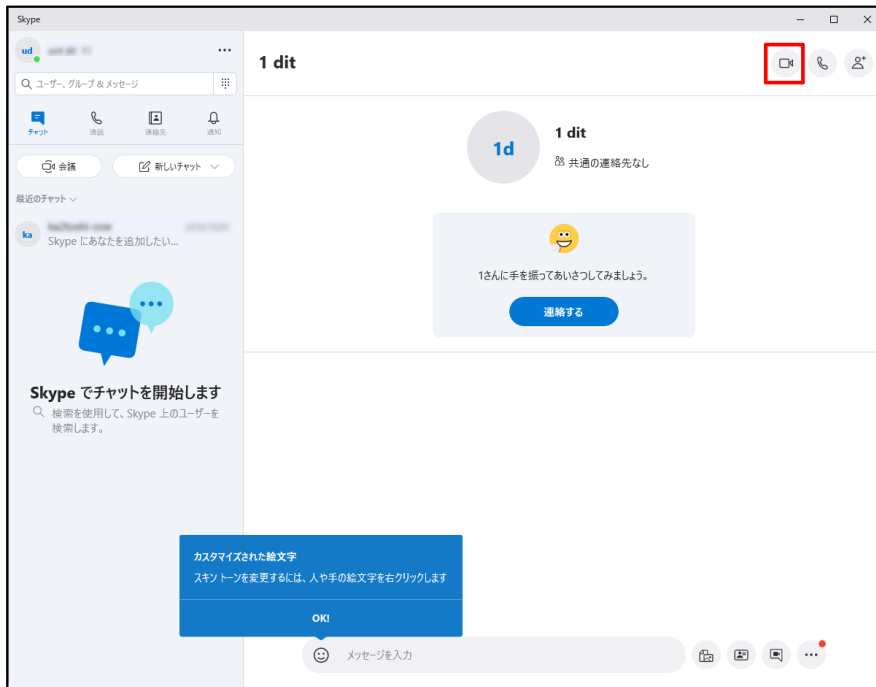 Skype
ud
1 dit
ユーザー、グループ & メッセージ
チャット
通話
連絡先
通知
会議
新しいチャット
最近のチャット
ka
Skype にあなたを追加したい...
Skype でチャットを開始します
検索を使用して、Skype 上のユーザーを
検索します。
1d
1 dit
共通の連絡先なし
1さんに手を振ってあいさつしてみましょう。
連絡する
カスタマイズされた絵文字
スキン トーンを変更するには、人や手の絵文字を右クリックします
OK!
メッセージを入力